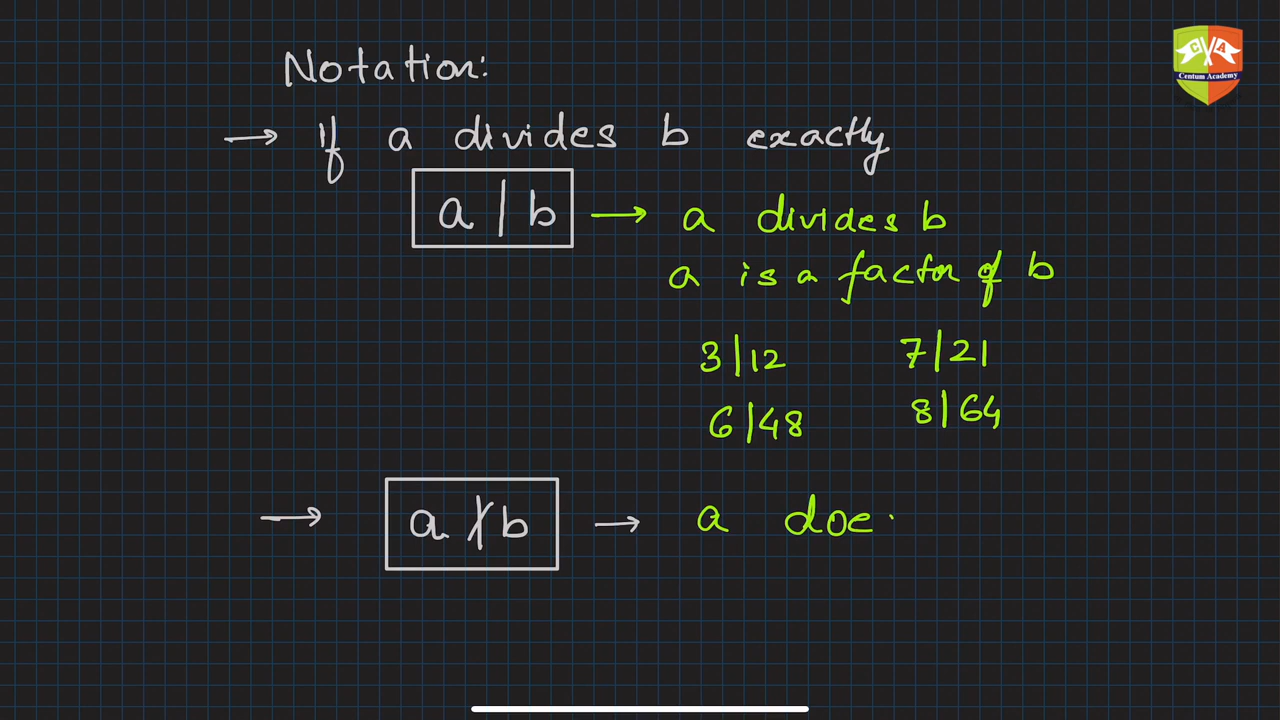 Notation:
→ If a divides b exactly
a | b → a divides b
a is a factor of b
3|12 7|21
6|48 8|64
→ a ∤ b → a doe
C A
Centum Academy